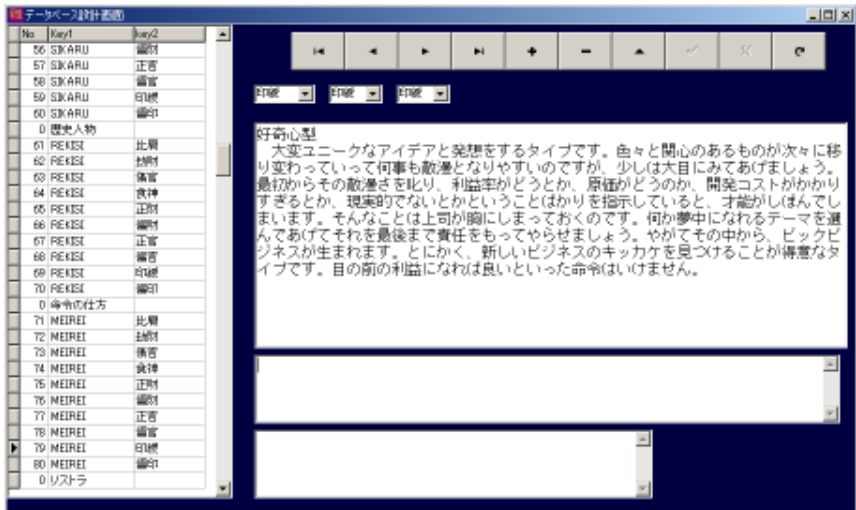 データベース設計画面
No Key1 key2
56 SIKARU 偏財
57 SIKARU 正官
58 SIKARU 偏官
59 SIKARU 印綬
60 SIKARU 偏印
0 歴史人物
61 REKISI 比肩
62 REKISI 劫財
63 REKISI 傷官
64 REKISI 食神
65 REKISI 正財
66 REKISI 偏財
67 REKISI 正官
68 REKISI 偏官
69 REKISI 印綬
70 REKISI 偏印
0 命令の仕方
71 MEIREI 比肩
72 MEIREI 劫財
73 MEIREI 傷官
74 MEIREI 食神
75 MEIREI 正財
76 MEIREI 偏財
77 MEIREI 正官
78 MEIREI 偏官
79 MEIREI 印綬
80 MEIREI 偏印
0 リストラ
印綬 印綬 印綬
好奇心型
大変ユニークなアイデアと発想をするタイプです。色々と関心のあるものが次々に移
り変わっていって何事も散漫となりやすいのですが、少しは大目にみてあげましょう。
最初からその散漫さを叱り、利益率がどうとか、原価がどうのか、開発コストがかかり
すぎるとか、現実的でないとかということばかりを指示していると、才能がしぼんでし
まいます。そんなことは上司が胸にしまっておくのです。何か夢中になれるテーマを選
んであげてそれを最後まで責任をもってやらせましょう。やがてその中から、ビックビ
ジネスが生まれます。とにかく、新しいビジネスのキッカケを見つけることが得意なタ
イプです。目の前の利益になれば良いといった命令はいけません。